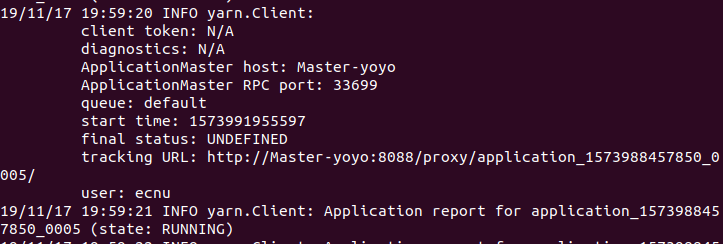 19/11/17 19:59:20 INFO yarn.Client:
client token: N/A
diagnostics: N/A
ApplicationMaster host: Master-yoyo
ApplicationMaster RPC port: 33699
queue: default
start time: 1573991955597
final status: UNDEFINED
tracking URL: http://Master-yoyo:8088/proxy/application_1573988457850_0
005/
user: ecnu
19/11/17 19:59:21 INFO yarn.Client: Application report for application_157398845
7850_0005 (state: RUNNING)